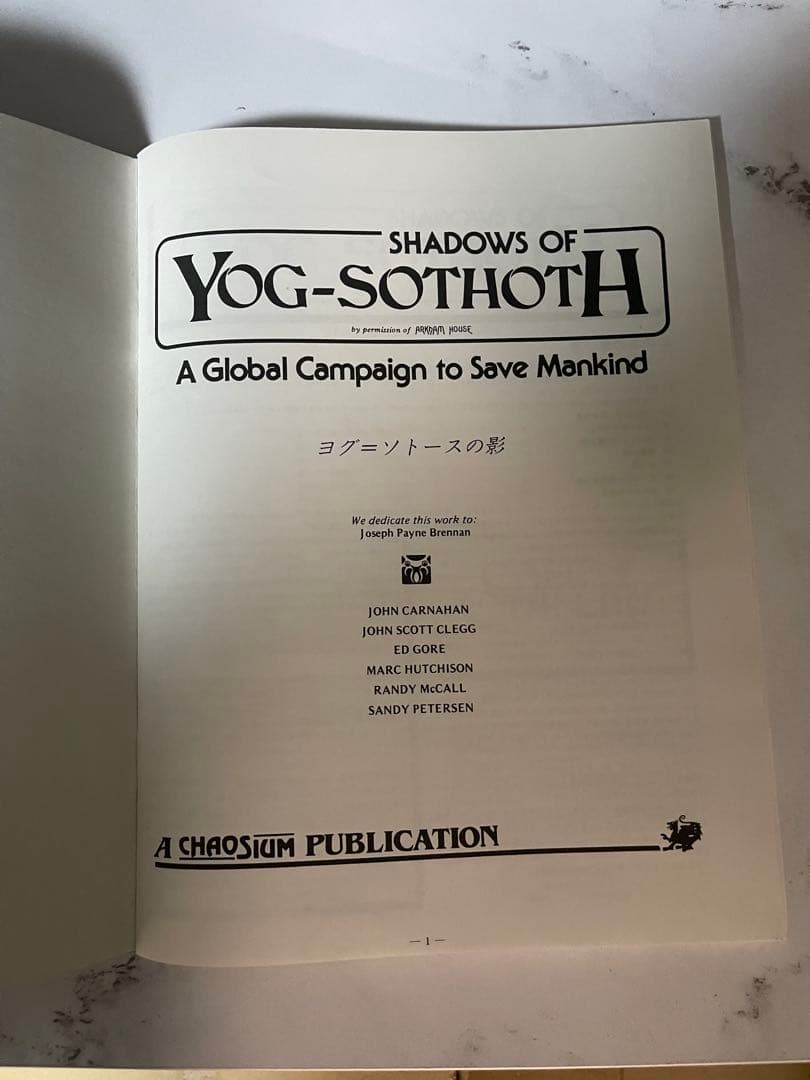 SHADOWS OF
YOG-SOTHOTH
by permission of ARKHAM HOUSE
A Global Campaign to Save Mankind
ヨグ=ソトースの影
We dedicate this work to:
Joseph Payne Brennan
JOHN CARNAHAN
JOHN SCOTT CLEGG
ED GORE
MARC HUTCHISON
RANDY McCALL
SANDY PETERSEN
A CHAOSIUM PUBLICATION
— 1 —